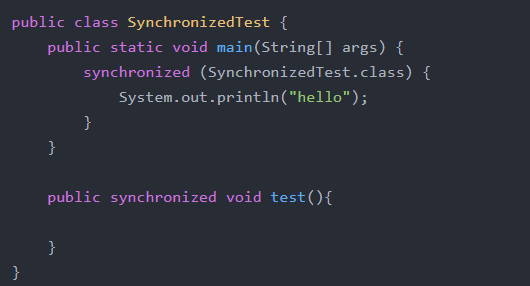 public class SynchronizedTest {
    public static void main(String[] args) {
        synchronized (SynchronizedTest.class) {
            System.out.println("hello");
        }
    }

    public synchronized void test(){

    }
}